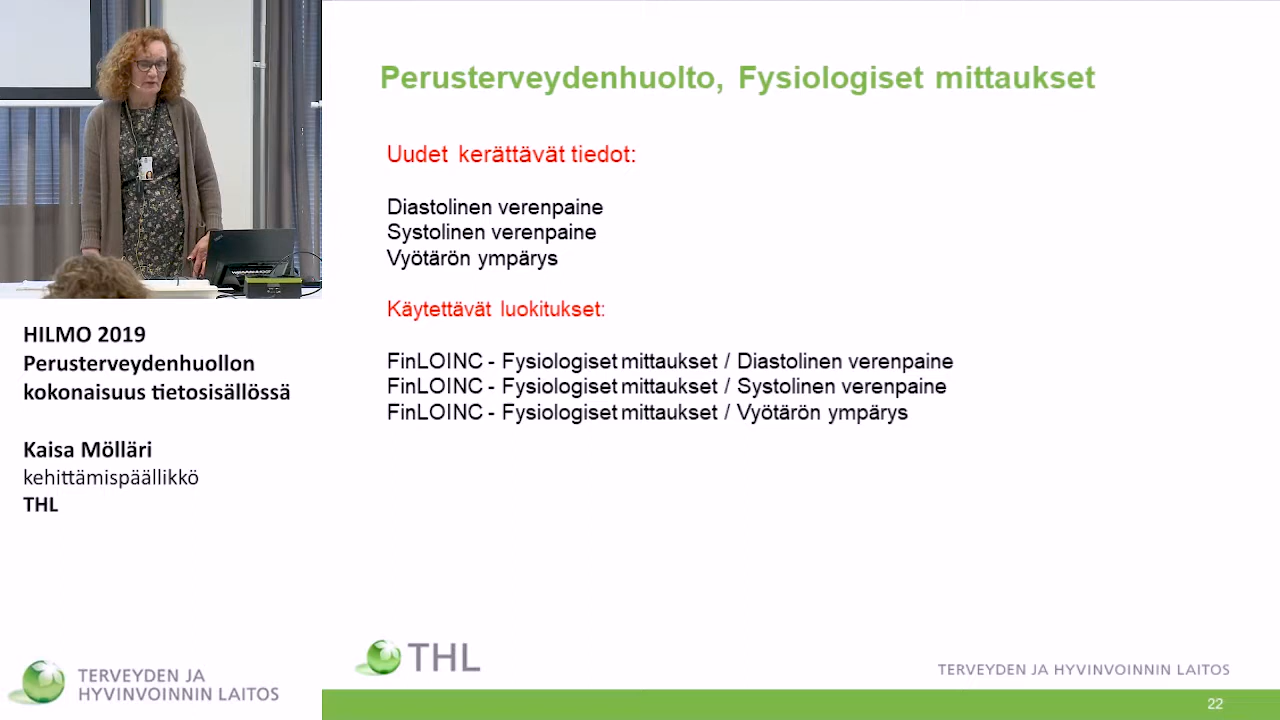 Perusterveydenhuolto, Fysiologiset mittaukset
Uudet kerättävät tiedot:
Diastolinen verenpaine
Systolinen verenpaine
Vyötärön ympärys
Käytettävät luokitukset:
FinLOINC - Fysiologiset mittaukset / Diastolinen verenpaine
FinLOINC - Fysiologiset mittaukset / Systolinen verenpaine
FinLOINC - Fysiologiset mittaukset / Vyötärön ympärys
HILMO 2019
Perusterveydenhuollon
kokonaisuus tietosisällössä
Kaisa Mölläri
kehittämispäällikkö
THL
TERVEYDEN JA
HYVINVOINNIN LAITOS
THL
TERVEYDEN JA HYVINVOINNIN LAITOS
22